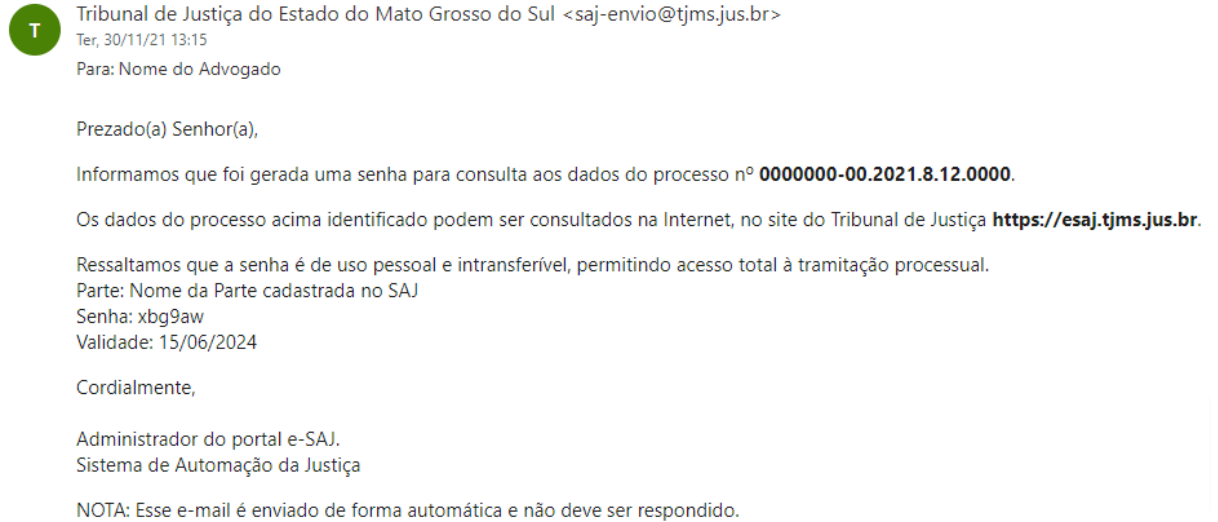 T
Tribunal de Justiça do Estado do Mato Grosso do Sul <saj-envio@tjms.jus.br>
Ter, 30/11/21 13:15
Para: Nome do Advogado
Prezado(a) Senhor(a),
Informamos que foi gerada uma senha para consulta aos dados do processo nº 0000000-00.2021.8.12.0000.
Os dados do processo acima identificado podem ser consultados na Internet, no site do Tribunal de Justiça https://esaj.tjms.jus.br.
Ressaltamos que a senha é de uso pessoal e intransferível, permitindo acesso total à tramitação processual.
Parte: Nome da Parte cadastrada no SAJ
Senha: xbg9aw
Validade: 15/06/2024
Cordialmente,
Administrador do portal e-SAJ.
Sistema de Automação da Justiça
NOTA: Esse e-mail é enviado de forma automática e não deve ser respondido.